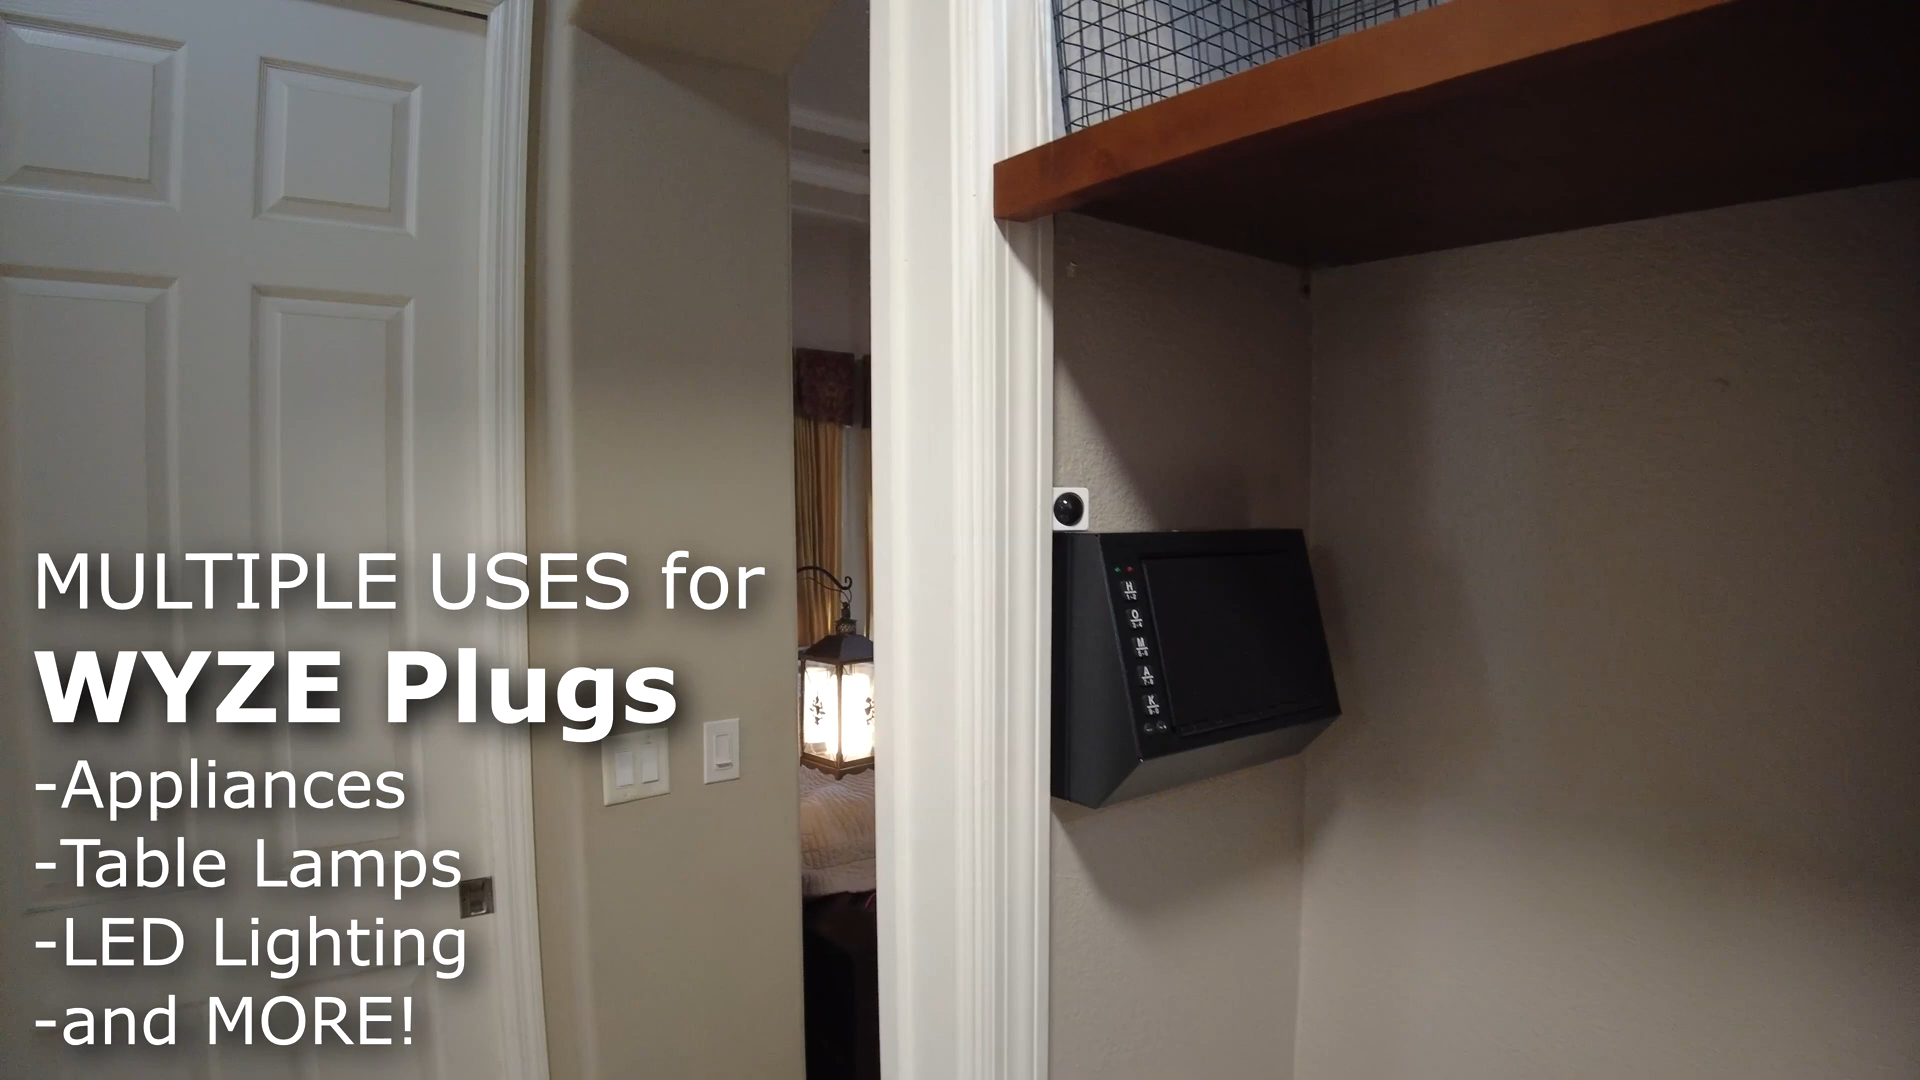 MULTIPLE USES for
WYZE Plugs
-Appliances
-Table Lamps
-LED Lighting
-and MORE!
H
O
M
A
K